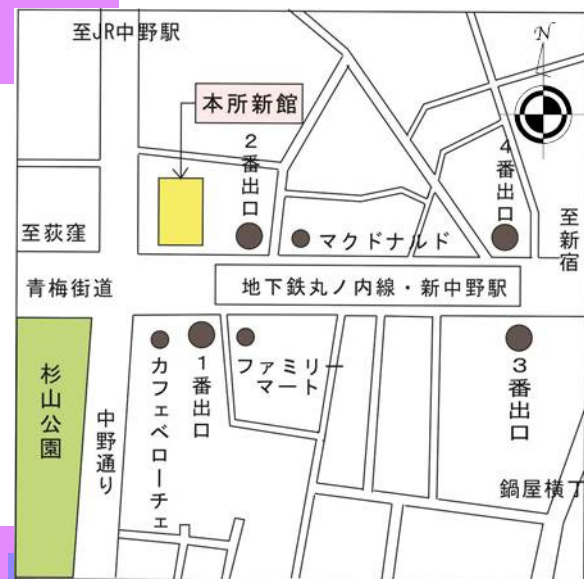 至JR中野駅
N
本所新館
2番出口
4番出口
至荻窪
マクドナルド
至新宿
青梅街道
地下鉄丸ノ内線・新中野駅
杉山公園
中野通り
カフェベローチェ
1番出口
ファミリー
マート
3番出口
鍋屋横丁